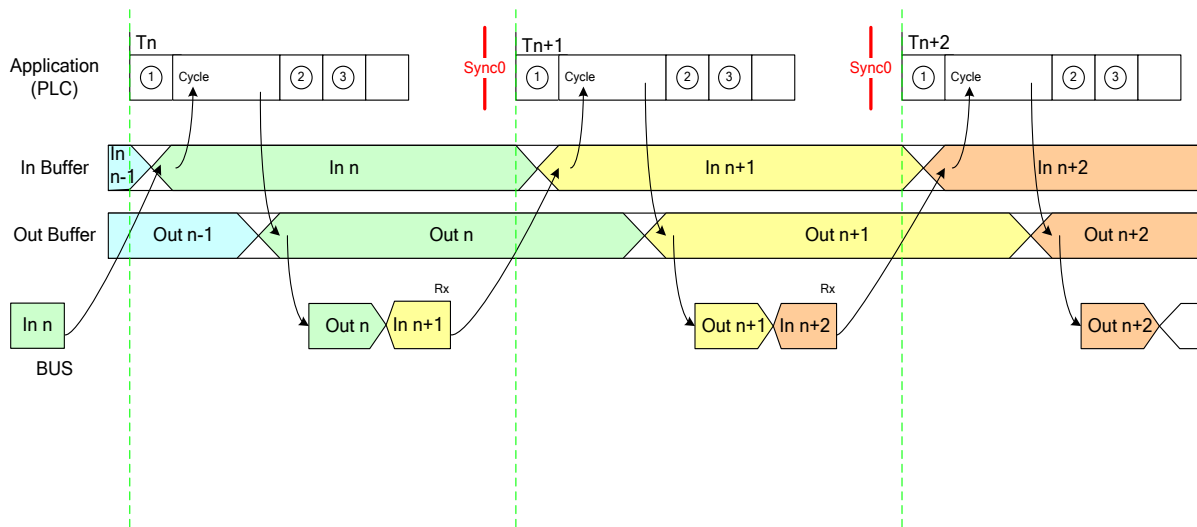 Tn
Tn+1
Tn+2
Application
(PLC)
① Cycle ② ③
Sync0
① Cycle ② ③
Sync0
① Cycle ② ③
In Buffer
In
n-1
In n
In n+1
In n+2
Out Buffer
Out n-1
Out n
Out n+1
Out n+2
Rx
Rx
In n
Out n
In n+1
Out n+1
In n+2
Out n+2
BUS